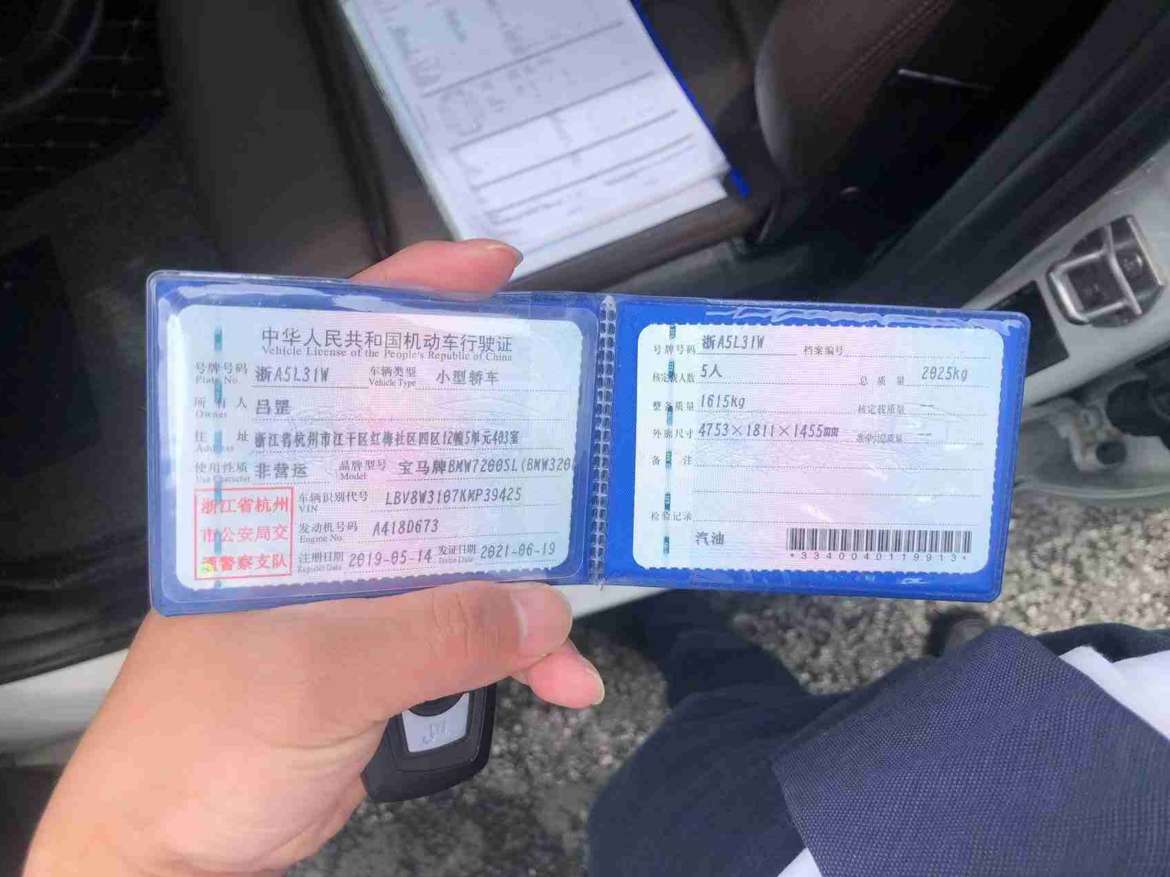 中华人民共和国机动车行驶证
Vehicle License of the People's Republic of China
号牌号码 浙A5L31W 车辆类型 小型轿车
Plate No. Vehicle Type
所有人 吕罡
Owner
住址 浙江省杭州市江干区红梅社区四区12幢5单元403室
Address
使用性质 非营运 品牌型号 宝马牌BMW7200SL(BMW320
Use Character Model
浙江省杭州
市公安局交
通警察支队
车辆识别代号 LBV8W3107KMP39425
VIN
发动机号码 A418D673
Engine No.
注册日期 2019-05-14 发证日期 2021-06-19
Register Date Issue Date
号牌号码 浙A5L31W 档案编号
核定载人数 5人 总质量 2025kg
整备质量 1615kg 核定载质量 --
外廓尺寸 4753×1811×1455mm 准牵引总质量 --
备注
检验记录
汽油
*3340040119913*